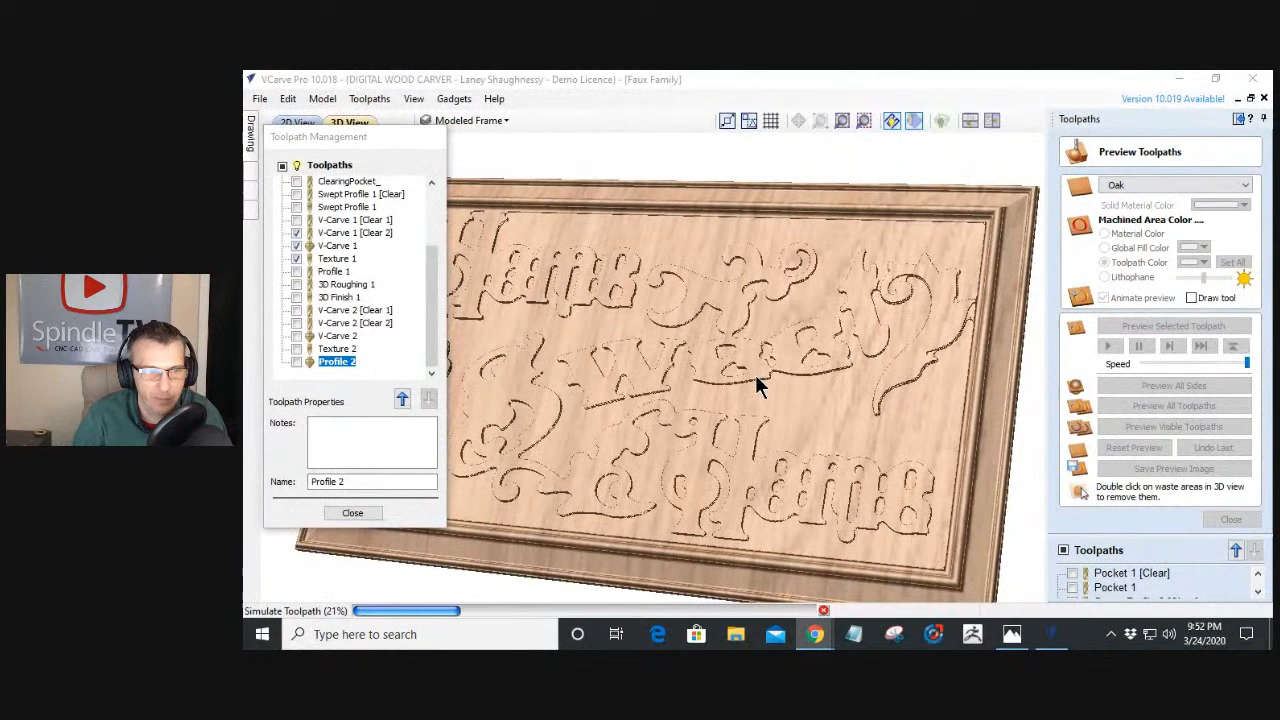 VCarve Pro 10.018 - {DIGITAL WOOD CARVER - Laney Shaughnessy - Demo Licence} - [Faux Family]
File Edit Model Toolpaths View Gadgets Help
Version 10.019 Available!
2D View 3D View Modeled Frame
Drawing
Toolpath Management
Toolpaths
ClearingPocket_
Swept Profile 1 [Clear]
Swept Profile 1
V-Carve 1 [Clear 1]
V-Carve 1 [Clear 2]
V-Carve 1
Texture 1
Profile 1
3D Roughing 1
3D Finish 1
V-Carve 2 [Clear 1]
V-Carve 2 [Clear 2]
V-Carve 2
Texture 2
Profile 2
Toolpath Properties
Notes:
Name: Profile 2
Close
Toolpaths
Preview Toolpaths
Oak
Solid Material Color
Machined Area Color ....
Material Color
Global Fill Color
Toolpath Color Set All
Lithophane
Animate preview Draw tool
Preview Selected Toolpath
Speed
Preview All Sides
Preview All Toolpaths
Preview Visible Toolpaths
Reset Preview Undo Last
Save Preview Image
Double click on waste areas in 3D view
to remove them.
Close
Toolpaths
Pocket 1 [Clear]
Pocket 1
Simulate Toolpath (21%)
Type here to search
9:52 PM
3/24/2020
SpindleTV